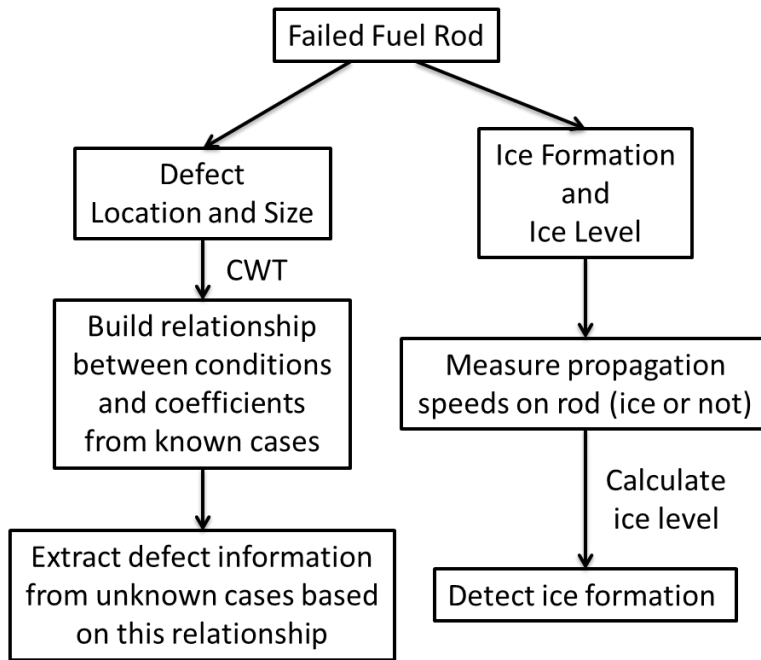 Failed Fuel Rod
Defect
Location and Size
CWT
Build relationship
between conditions
and coefficients
from known cases
Extract defect information
from unknown cases based
on this relationship
Ice Formation
and
Ice Level
Measure propagation
speeds on rod (ice or not)
Calculate
ice level
Detect ice formation